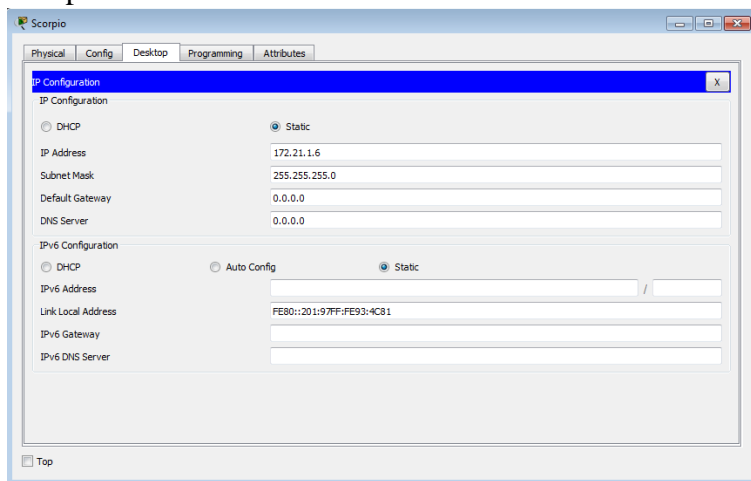 Scorpio
Physical Config Desktop Programming Attributes
IP Configuration X
IP Configuration
DHCP Static
IP Address 172.21.1.6
Subnet Mask 255.255.255.0
Default Gateway 0.0.0.0
DNS Server 0.0.0.0
IPv6 Configuration
DHCP Auto Config Static
IPv6 Address /
Link Local Address FE80::201:97FF:FE93:4C81
IPv6 Gateway
IPv6 DNS Server
Top